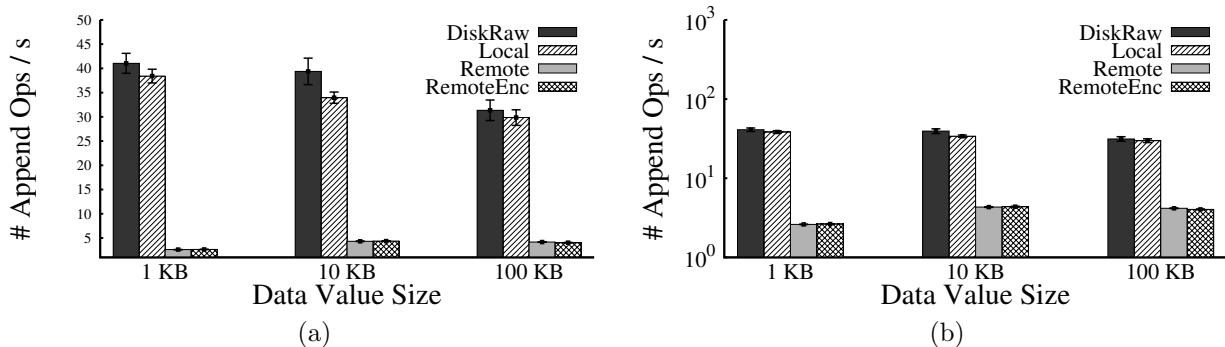 # Append Ops / s
50
45
40
35
30
25
20
15
10
5
DiskRaw
Local
Remote
RemoteEnc
1 KB
10 KB
100 KB
Data Value Size
(a)
# Append Ops / s
10^3
10^2
10^1
10^0
DiskRaw
Local
Remote
RemoteEnc
1 KB
10 KB
100 KB
Data Value Size
(b)